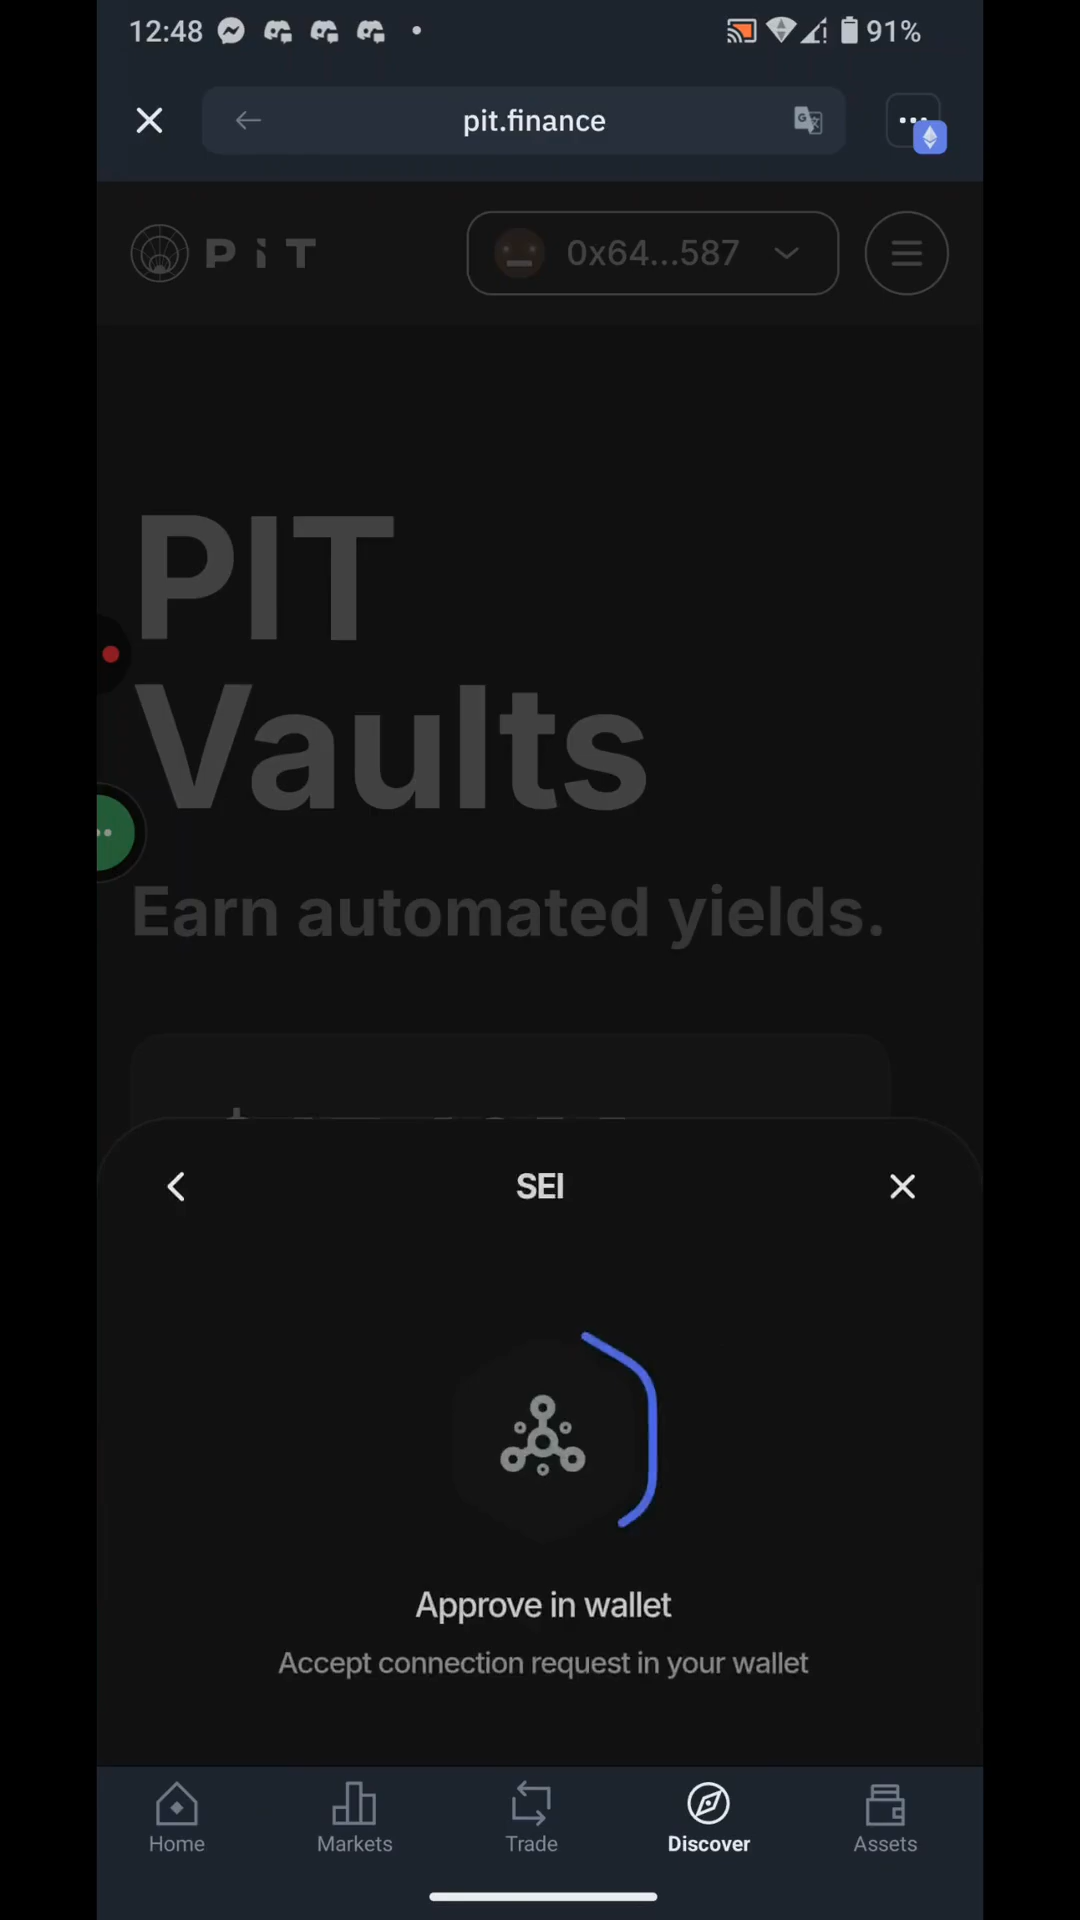 12:48
91%
pit.finance
PiT
0x64...587
PIT
Vaults
Earn automated yields.
SEI
Approve in wallet
Accept connection request in your wallet
Home
Markets
Trade
Discover
Assets